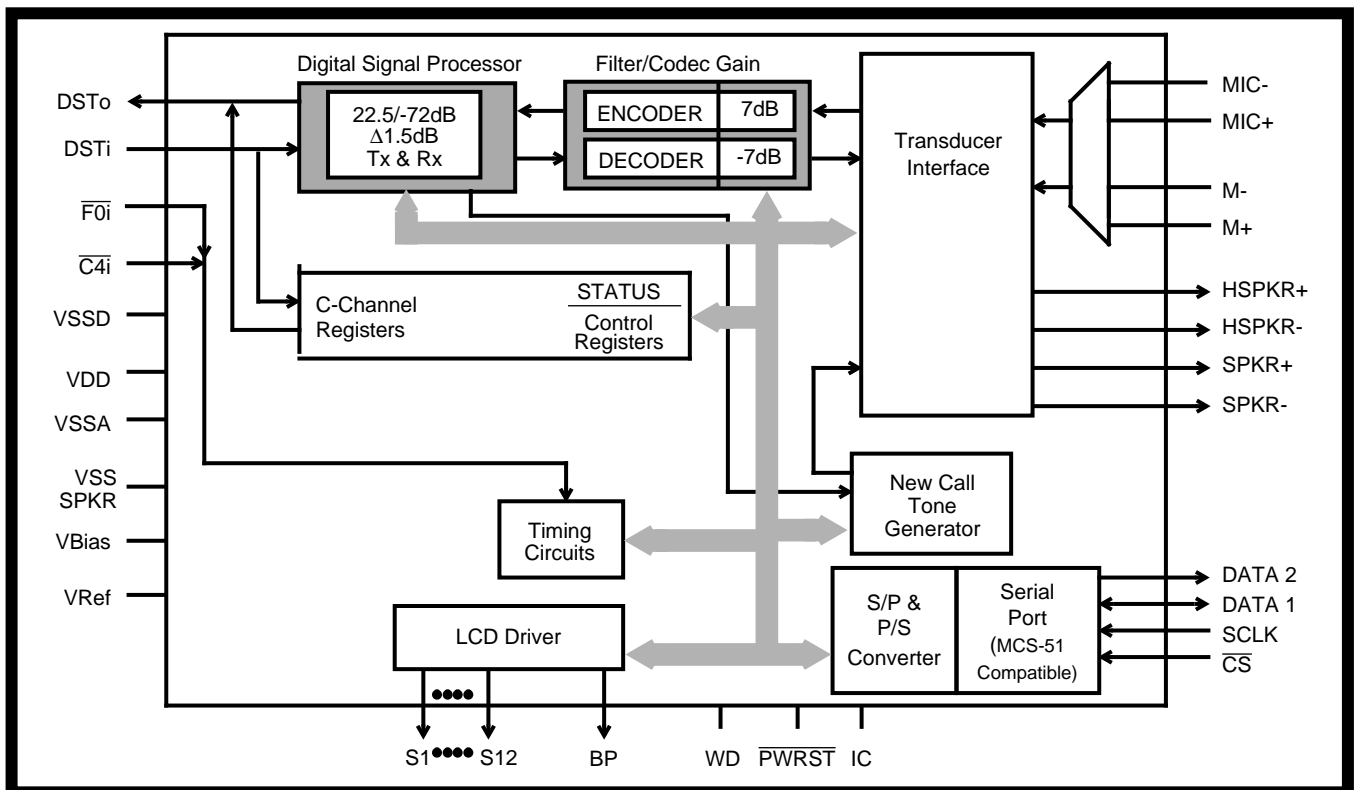 Digital Signal Processor
Filter/Codec Gain
DSTo
DSTi
F0i
C4i
VSSD
VDD
VSSA
VSS
SPKR
VBias
VRef
22.5/-72dB
Δ1.5dB
Tx & Rx
ENCODER
7dB
DECODER
-7dB
Transducer
Interface
MIC-
MIC+
M-
M+
HSPKR+
HSPKR-
SPKR+
SPKR-
C-Channel
Registers
STATUS
Control
Registers
New Call
Tone
Generator
Timing
Circuits
LCD Driver
S/P &
P/S
Converter
Serial
Port
(MCS-51
Compatible)
DATA 2
DATA 1
SCLK
CS
S1
S12
BP
WD
PWRST
IC